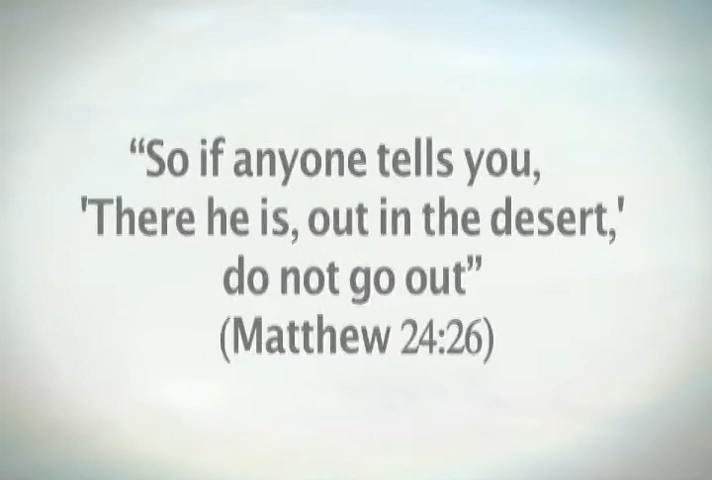 “So if anyone tells you,
'There he is, out in the desert,'
do not go out”
(Matthew 24:26)